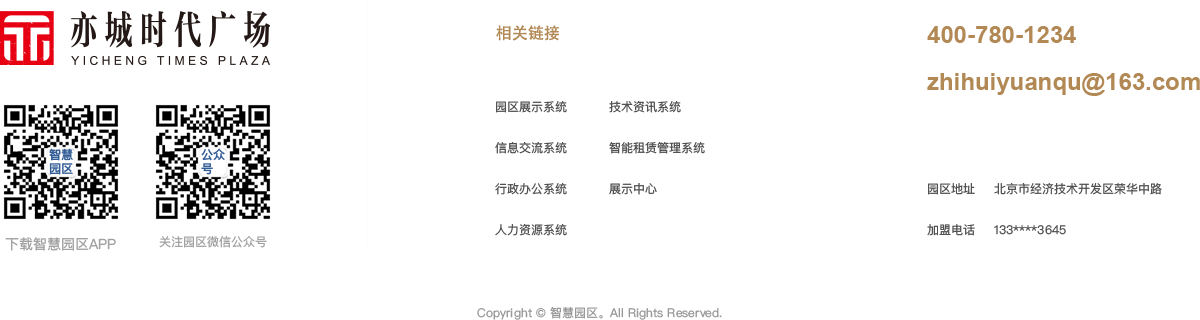 亦城时代广场
YICHENG TIMES PLAZA
智慧
园区
公众
号
下载智慧园区APP
关注园区微信公众号
相关链接
园区展示系统
技术资讯系统
信息交流系统
智能租赁管理系统
行政办公系统
展示中心
人力资源系统
400-780-1234
zhihuiyuanqu@163.com
园区地址 北京市经济技术开发区荣华中路
加盟电话 133****3645
Copyright © 智慧园区。All Rights Reserved.